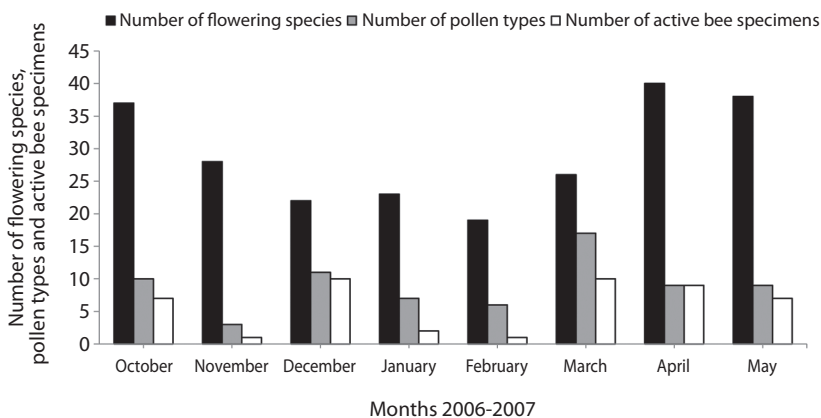 Number of flowering species Number of pollen types Number of active bee specimens
Number of flowering species,
pollen types and active bee specimens
45
40
35
30
25
20
15
10
5
0
October November December January February March April May
Months 2006-2007